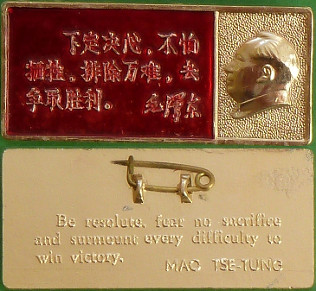 下定决心，不怕
牺牲，排除万难，去
争取胜利。
毛泽东
Be resolute, fear no sacrifice
and surmount every difficulty to
win victory.
MAO TSE-TUNG